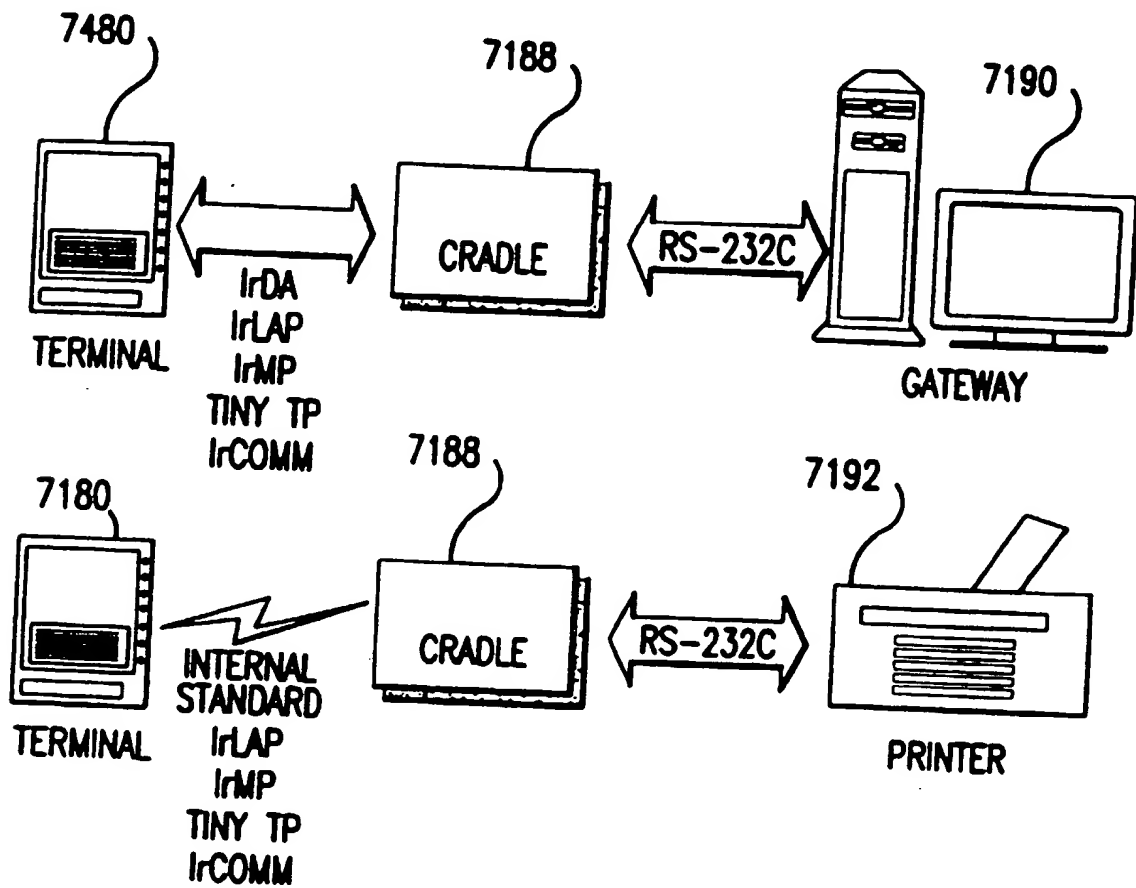 7480
7188
7190
CRADLE
RS-232C
TERMINAL
IrDA
IrLAP
IrMP
TINY TP
IrCOMM
GATEWAY
7180
7188
7192
CRADLE
RS-232C
TERMINAL
INTERNAL
STANDARD
IrLAP
IrMP
TINY TP
IrCOMM
PRINTER